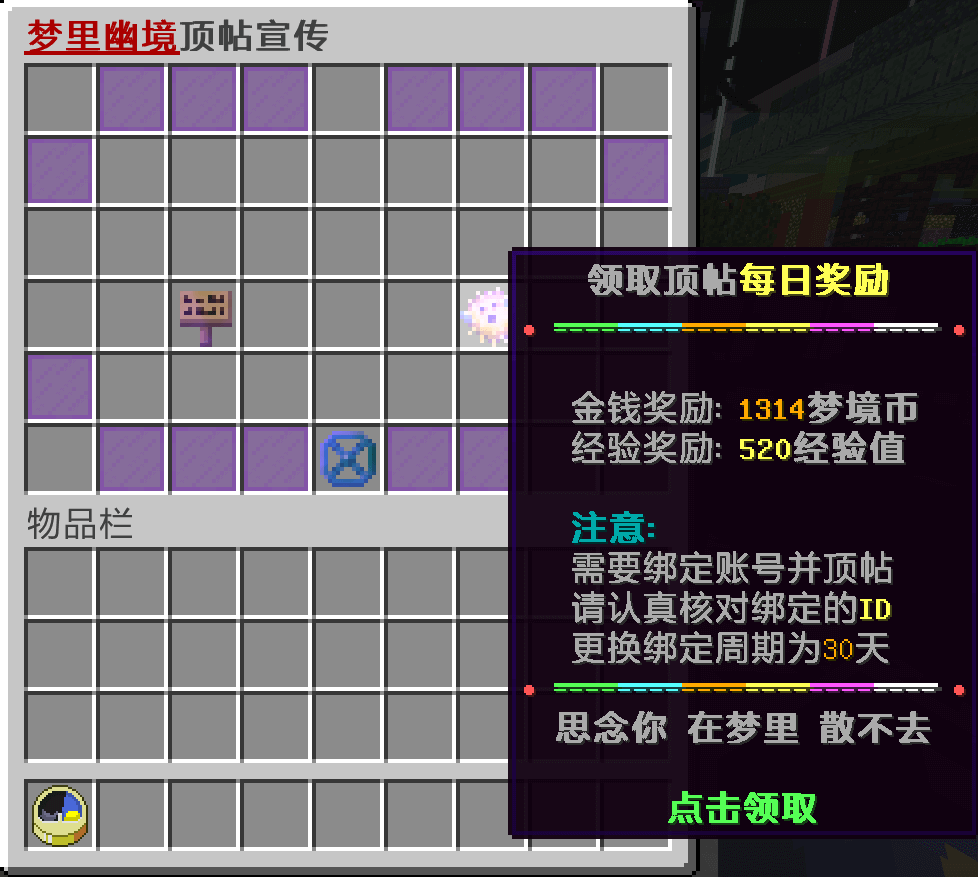 梦里幽境顶帖宣传
领取顶帖每日奖励
金钱奖励: 1314梦境币
经验奖励: 520经验值
注意:
需要绑定账号并顶帖
请认真核对绑定的ID
更换绑定周期为30天
思念你 在梦里 散不去
点击领取
物品栏